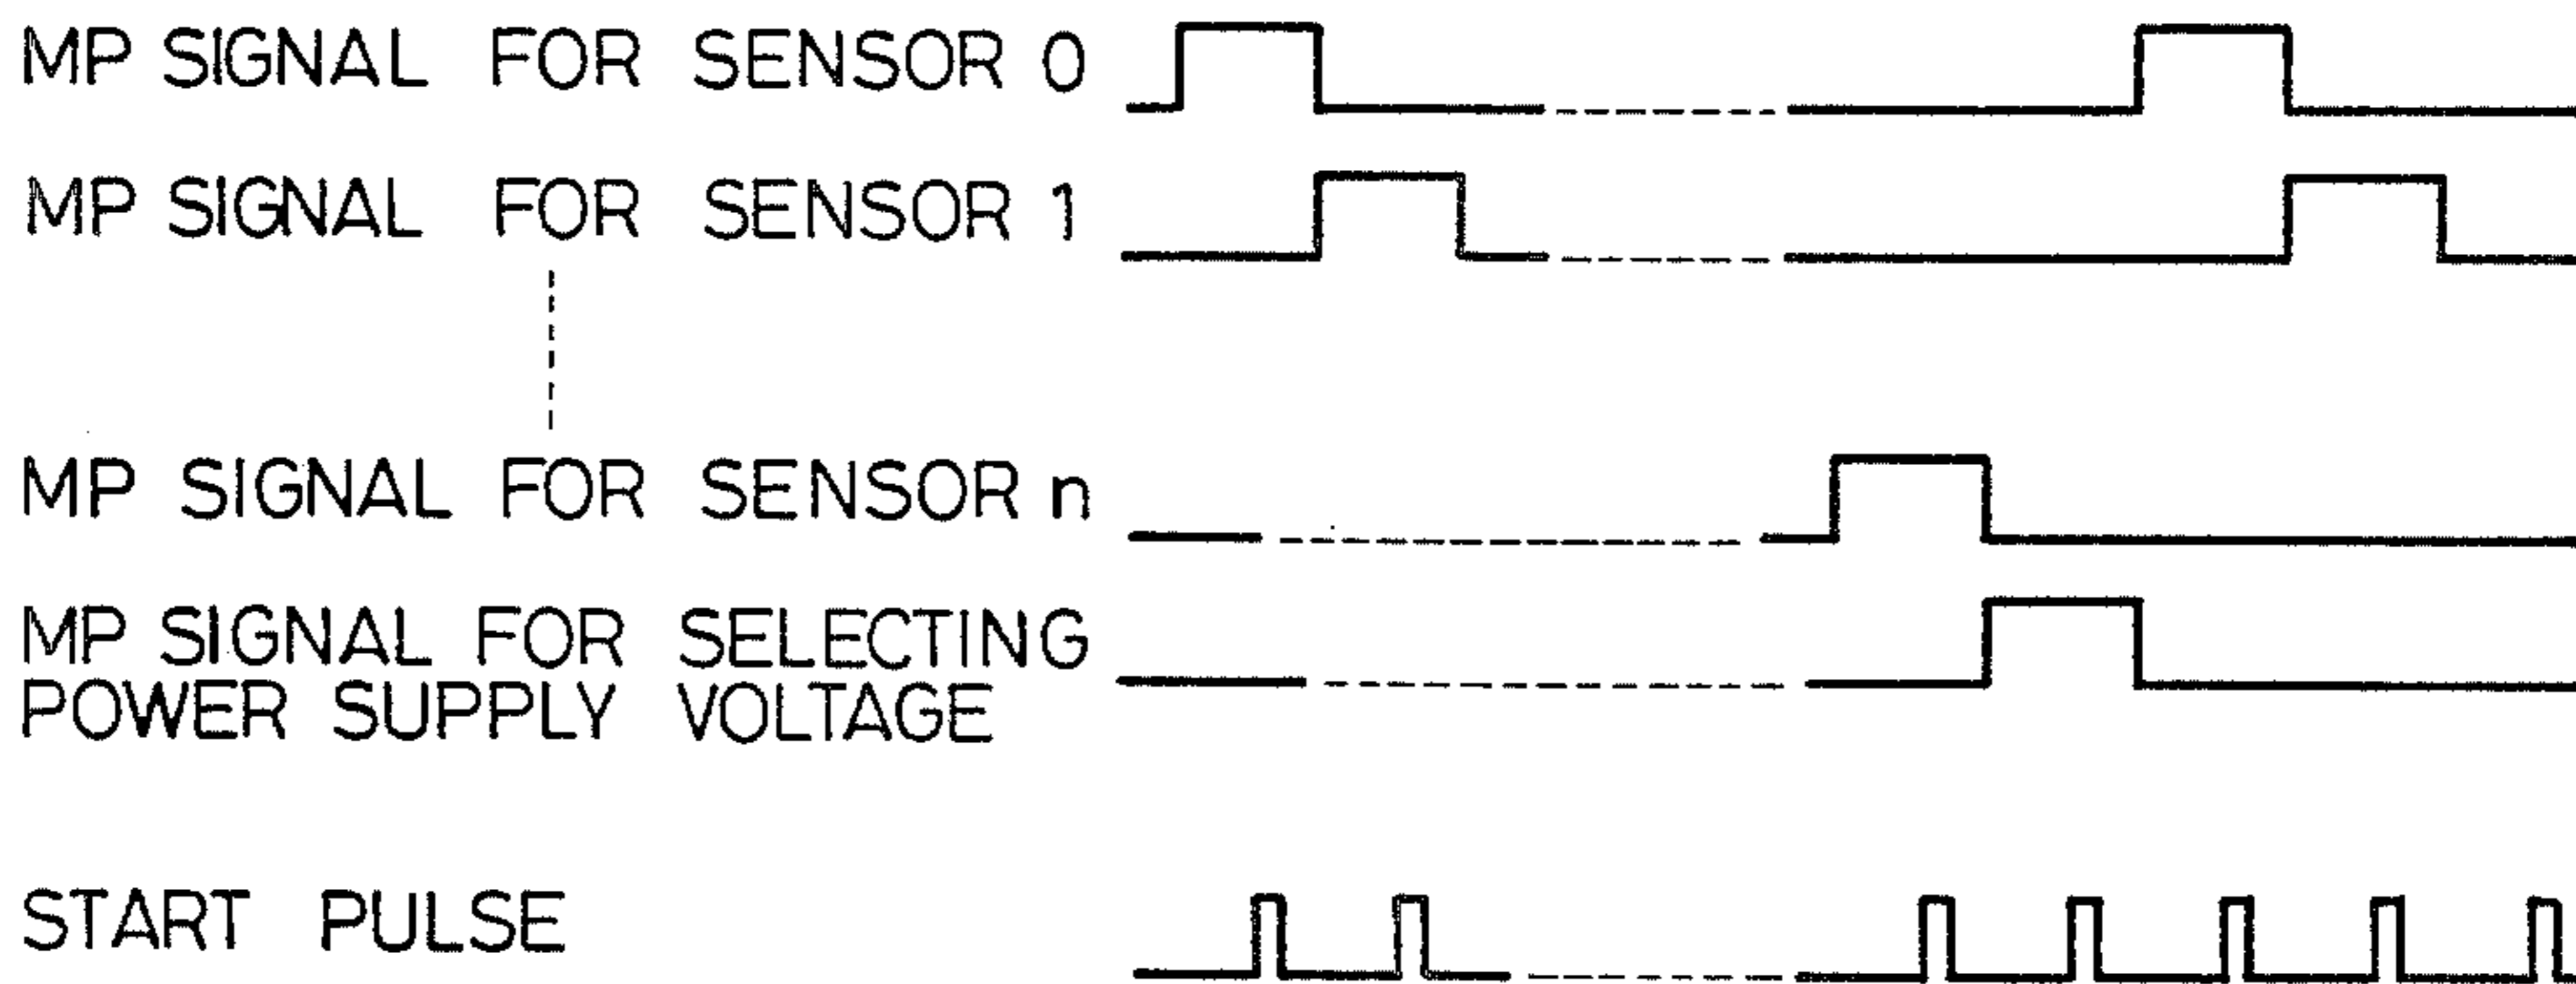 MP SIGNAL FOR SENSOR 0
MP SIGNAL FOR SENSOR 1
MP SIGNAL FOR SENSOR n
MP SIGNAL FOR SELECTING
POWER SUPPLY VOLTAGE
START PULSE